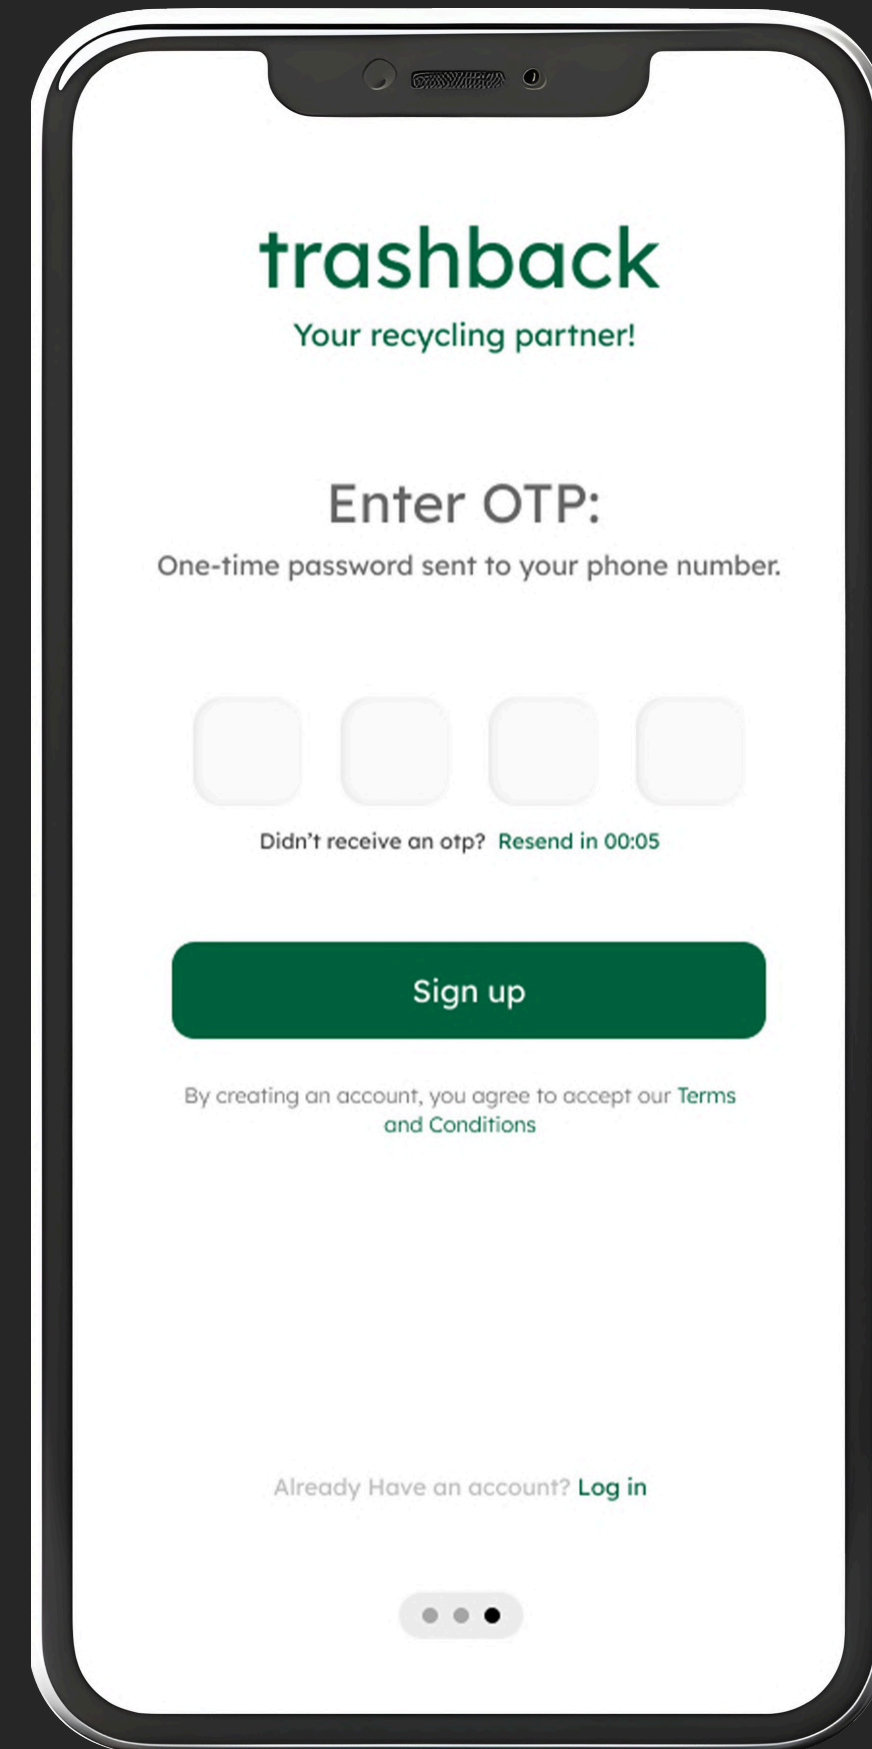 trashback
Your recycling partner!
Enter OTP:
One-time password sent to your phone number.
Didn't receive an otp? Resend in 00:05
Sign up
By creating an account, you agree to accept our Terms
and Conditions
Already Have an account? Log in